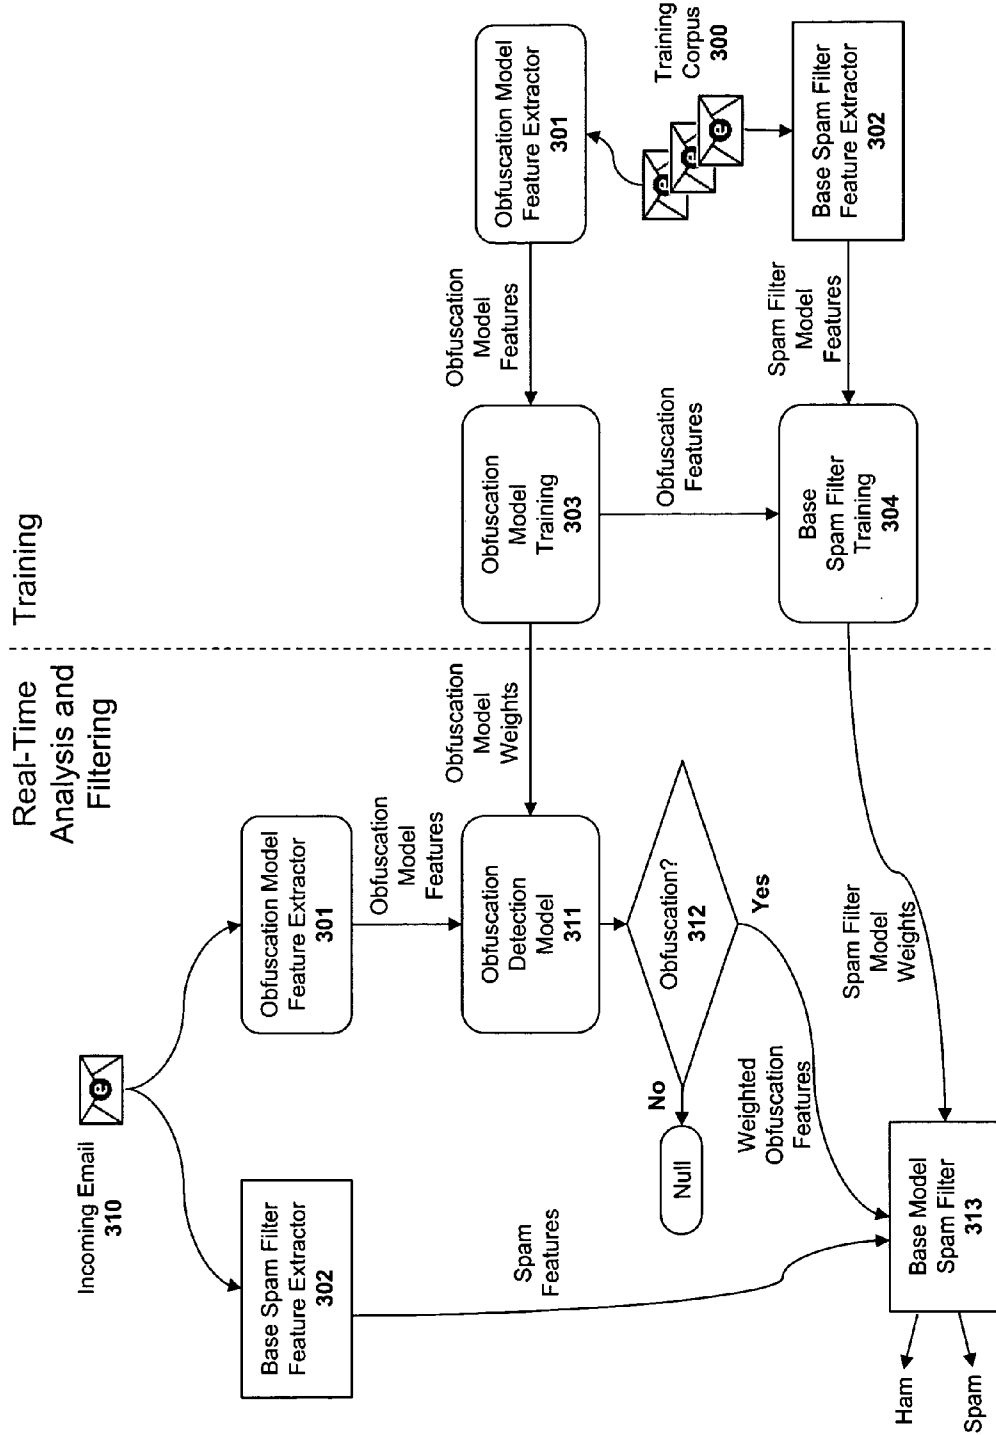 Real-Time
Analysis and
Filtering
Training
Incoming Email
310
Base Spam Filter
Feature Extractor
302
Obfuscation Model
Feature Extractor
301
Obfuscation
Model
Features
Obfuscation
Detection
Model
311
Obfuscation
Model
Weights
Obfuscation
Model
Training
303
Obfuscation
Model
Features
Obfuscation Model
Feature Extractor
301
Training
Corpus
300
Base Spam Filter
Feature Extractor
302
Spam Filter
Model
Features
Obfuscation
Features
Base
Spam Filter
Training
304
Obfuscation?
312
No
Null
Yes
Weighted
Obfuscation
Features
Spam
Features
Spam Filter
Model
Weights
Base Model
Spam Filter
313
Ham
Spam
e
e
e
e